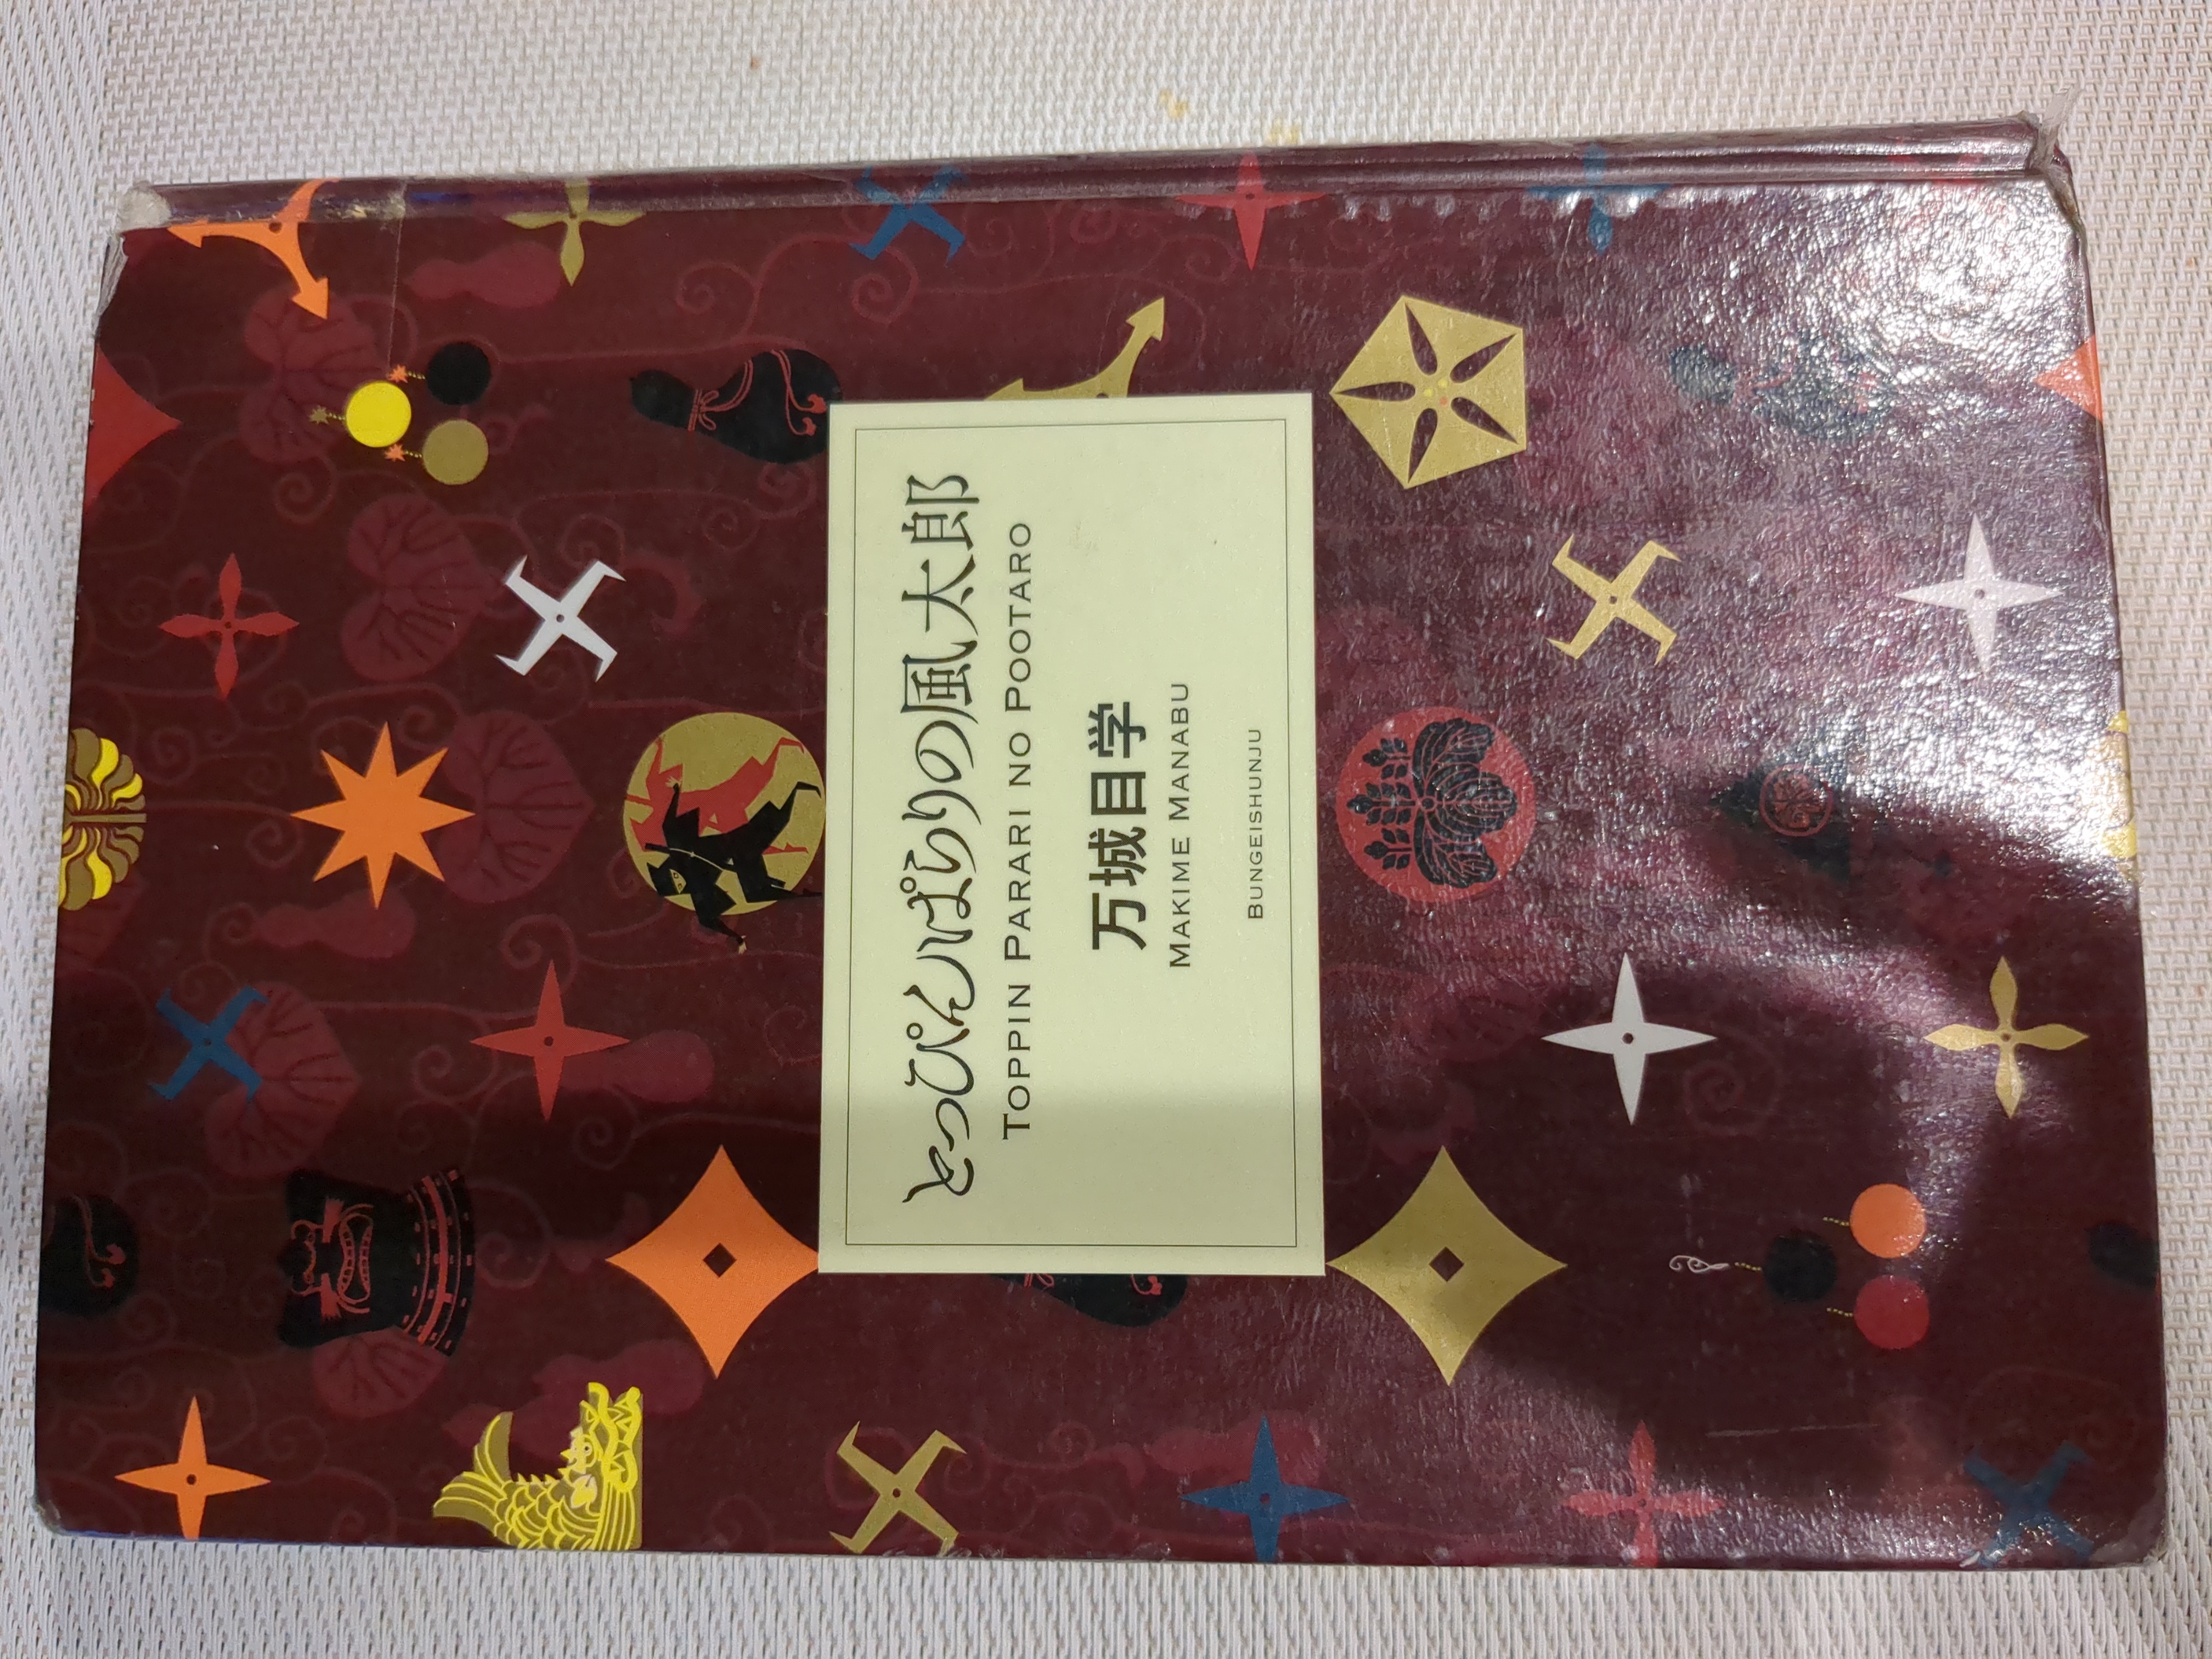 とっぴんぱらりの風太郎
TOPPIN PARARI NO POOTARO
万城目学
MAKIME MANABU
BUNGEISHUNJU